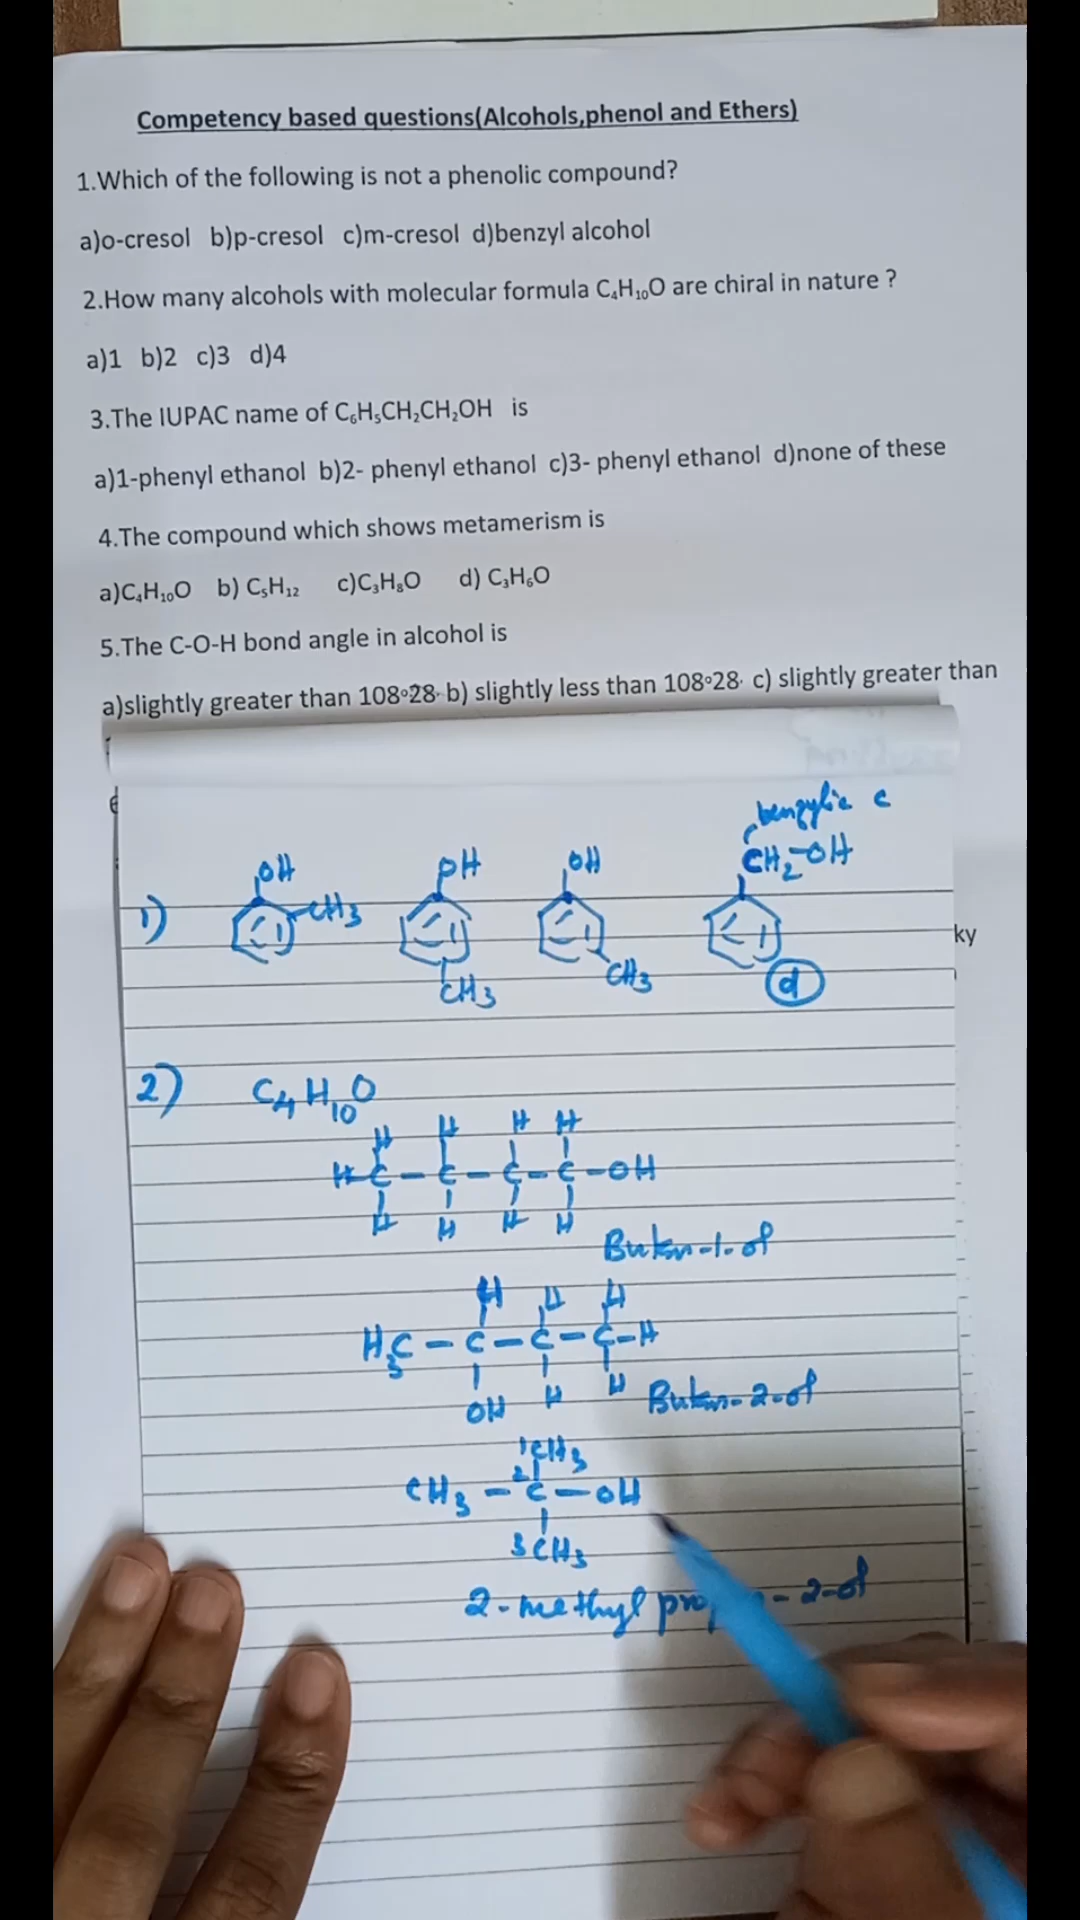 Competency based questions(Alcohols,phenol and Ethers)
1.Which of the following is not a phenolic compound?
a)o-cresol b)p-cresol c)m-cresol d)benzyl alcohol
2.How many alcohols with molecular formula C₄H₁₀O are chiral in nature ?
a)1 b)2 c)3 d)4
3.The IUPAC name of C₆H₅CH₂CH₂OH is
a)1-phenyl ethanol b)2- phenyl ethanol c)3- phenyl ethanol d)none of these
4.The compound which shows metamerism is
a)C₄H₁₀O b) C₅H₁₂ c)C₃H₈O d) C₃H₆O
5.The C-O-H bond angle in alcohol is
a)slightly greater than 108°28· b) slightly less than 108°28· c) slightly greater than
benzylic c
OH pH OH CH₂-OH
1) CH₃
ky
CH₃ CH₃ d
2) C₄H₁₀O
H H H H
H-C-C-C-C-OH
H H H H
Butan-1-ol
H H H
H₃C-C-C-C-H
OH H H Butan-2-ol
1CH₃
CH₃-2C-OH
3CH₃
2-methyl - 2-ol